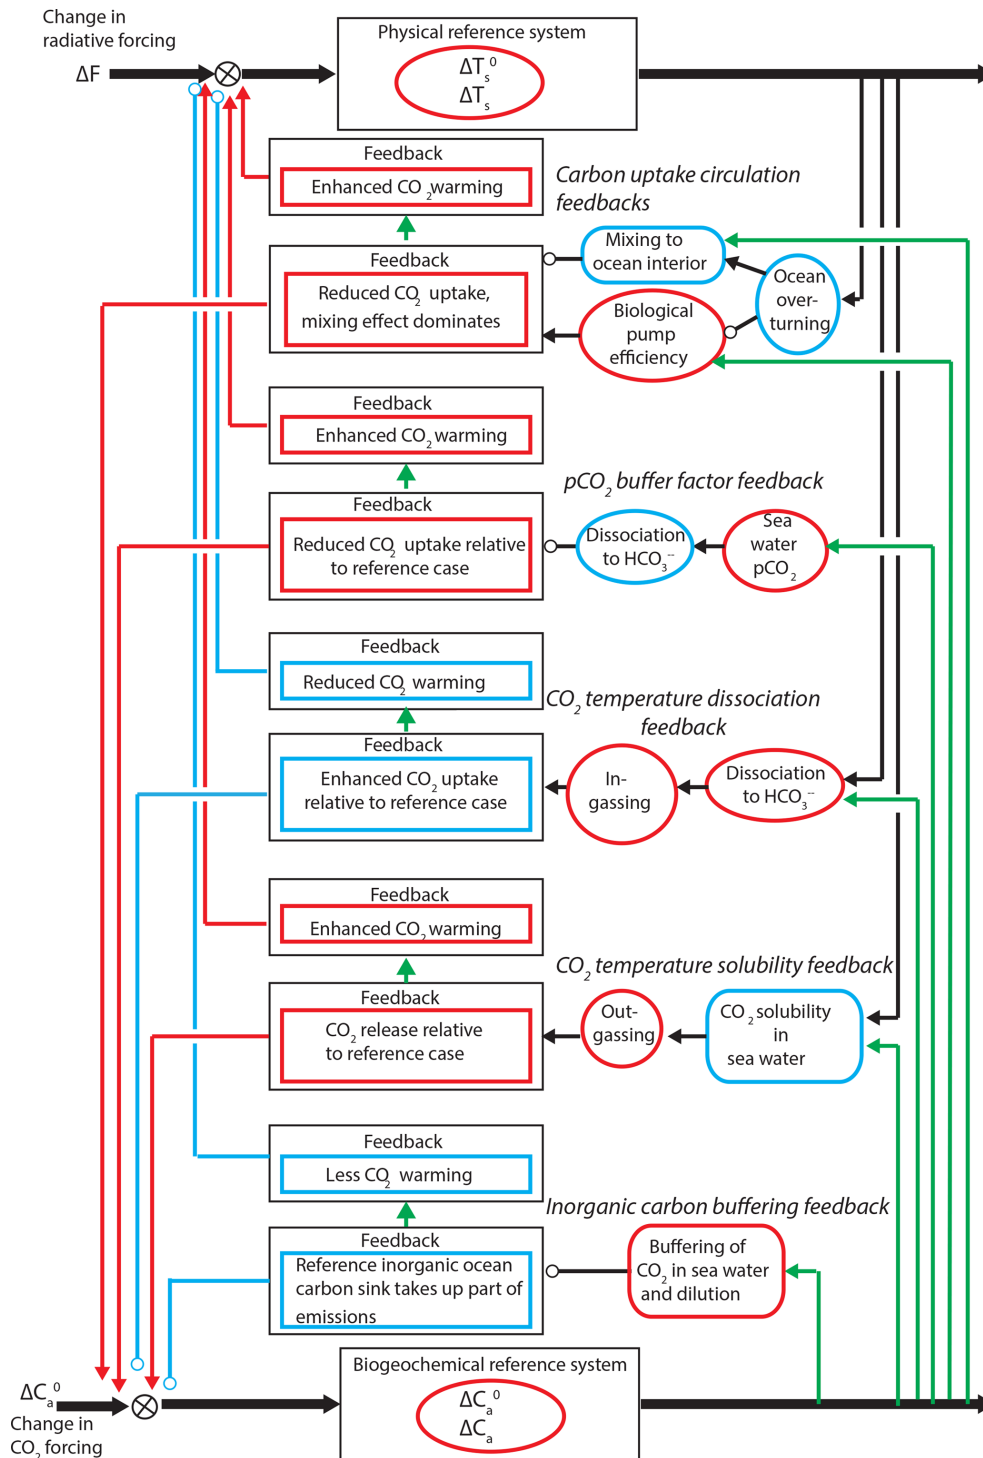 Change in
radiative forcing
ΔF
Physical reference system
ΔTs⁰
ΔTs
Feedback
Enhanced CO2 warming
Carbon uptake circulation
feedbacks
Feedback
Reduced CO2 uptake,
mixing effect dominates
Mixing to
ocean interior
Biological
pump
efficiency
Ocean
over-
turning
Feedback
Enhanced CO2 warming
pCO2 buffer factor feedback
Feedback
Reduced CO2 uptake relative
to reference case
Dissociation
to HCO3--
Sea
water
pCO2
Feedback
Reduced CO2 warming
CO2 temperature dissociation
feedback
Feedback
Enhanced CO2 uptake
relative to reference case
In-
gassing
Dissociation
to HCO3--
Feedback
Enhanced CO2 warming
CO2 temperature solubility feedback
Feedback
CO2 release relative
to reference case
Out-
gassing
CO2 solubility
in
sea water
Feedback
Less CO2 warming
Inorganic carbon buffering feedback
Feedback
Reference inorganic ocean
carbon sink takes up part of
emissions
Buffering of
CO2 in sea water
and dilution
Biogeochemical reference system
ΔCa⁰
ΔCa
ΔCa⁰
Change in
CO2 forcing